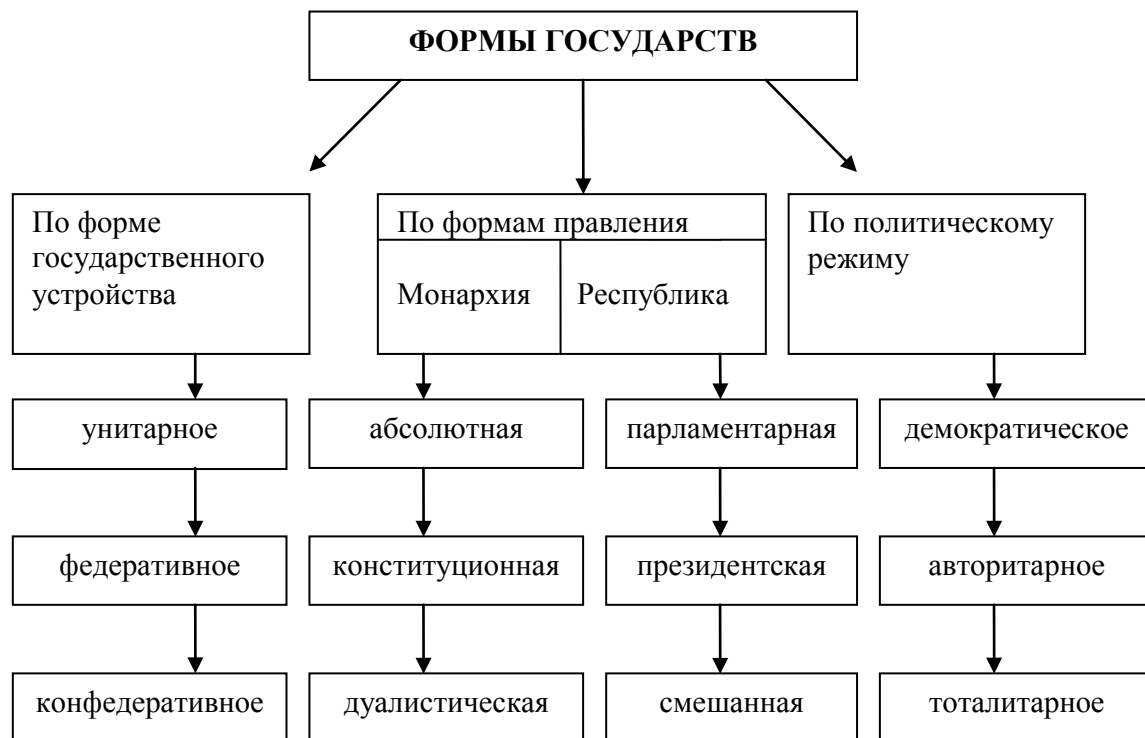 ФОРМЫ ГОСУДАРСТВ
По форме
государственного
устройства
По формам правления
Монархия
Республика
По политическому
режиму
унитарное
абсолютная
парламентарная
демократическое
федеративное
конституционная
президентская
авторитарное
конфедеративное
дуалистическая
смешанная
тоталитарное